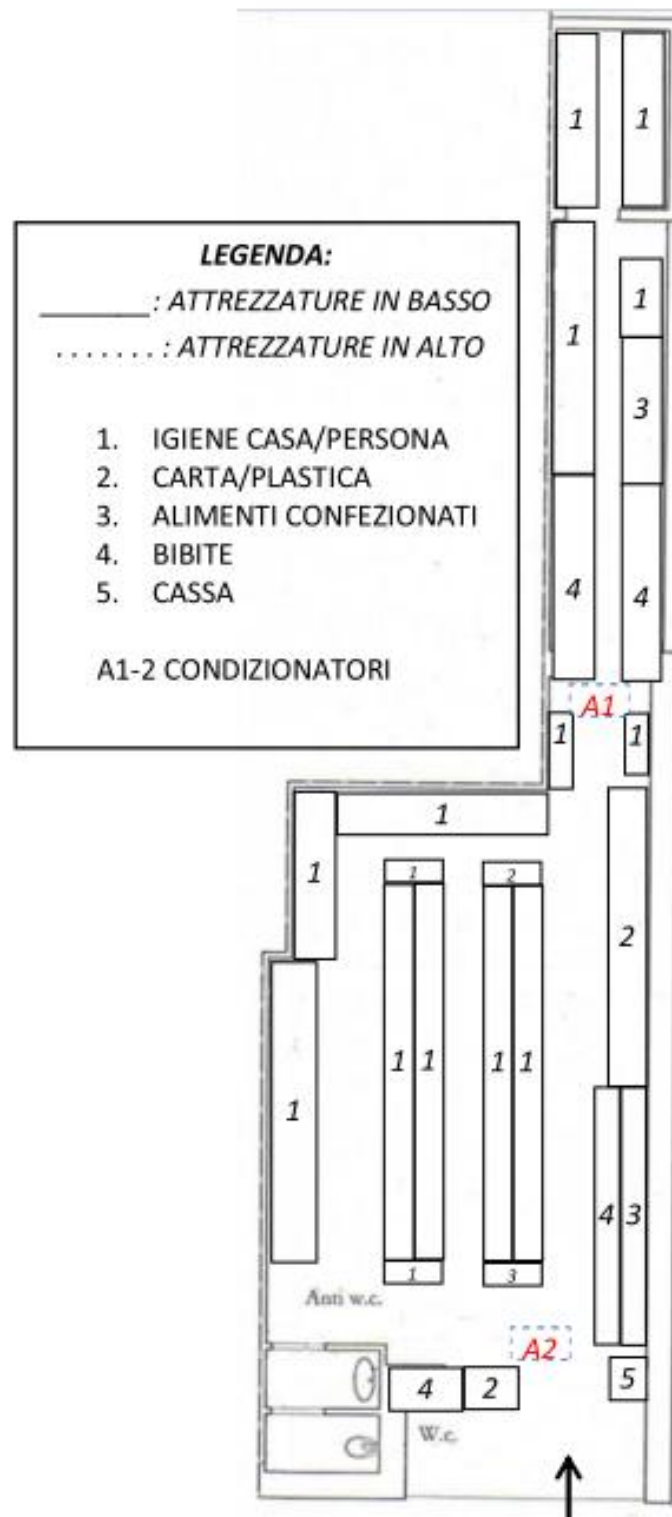 1 1
LEGENDA:
________: ATTREZZATURE IN BASSO
. . . . . . . : ATTREZZATURE IN ALTO
1. IGIENE CASA/PERSONA
2. CARTA/PLASTICA
3. ALIMENTI CONFEZIONATI
4. BIBITE
5. CASSA
A1-2 CONDIZIONATORI
1
1
3
4 4
A1
1 1
1
1
1 2
2
1 1 1 1
1
4 3
1 3
Anti w.c.
A2
4 2 5
W.c.